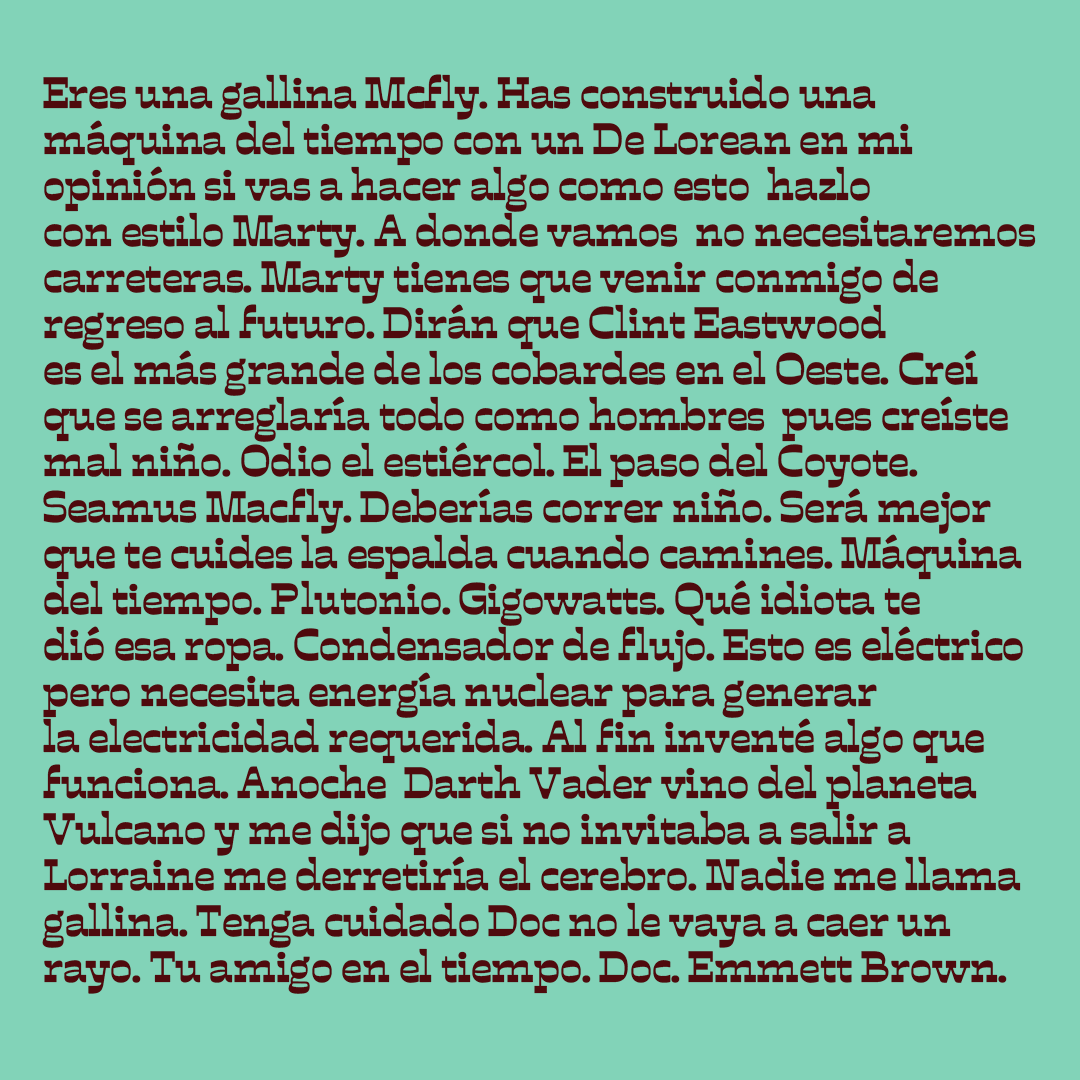 Eres una gallina Mcfly. Has construido una
máquina del tiempo con un De Lorean en mi
opinión si vas a hacer algo como esto  hazlo
con estilo Marty. A donde vamos  no necesitaremos
carreteras. Marty tienes que venir conmigo de
regreso al futuro. Dirán que Clint Eastwood
es el más grande de los cobardes en el Oeste. Creí
que se arreglaría todo como hombres  pues creíste
mal niño. Odio el estiércol. El paso del Coyote.
Seamus Macfly. Deberías correr niño. Será mejor
que te cuides la espalda cuando camines. Máquina
del tiempo. Plutonio. Gigowatts. Qué idiota te
dió esa ropa. Condensador de flujo. Esto es eléctrico
pero necesita energía nuclear para generar
la electricidad requerida. Al fin inventé algo que
funciona. Anoche  Darth Vader vino del planeta
Vulcano y me dijo que si no invitaba a salir a
Lorraine me derretiría el cerebro. Nadie me llama
gallina. Tenga cuidado Doc no le vaya a caer un
rayo. Tu amigo en el tiempo. Doc. Emmett Brown.